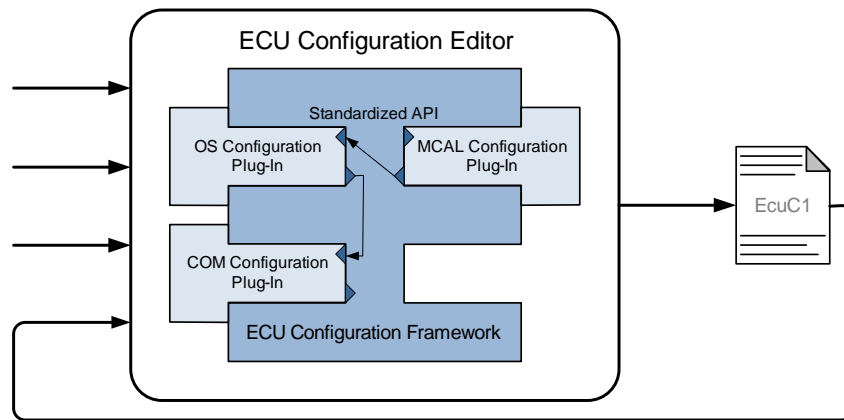 ECU Configuration Editor
Standardized API
OS Configuration
Plug-In
MCAL Configuration
Plug-In
EcuC1
COM Configuration
Plug-In
ECU Configuration Framework